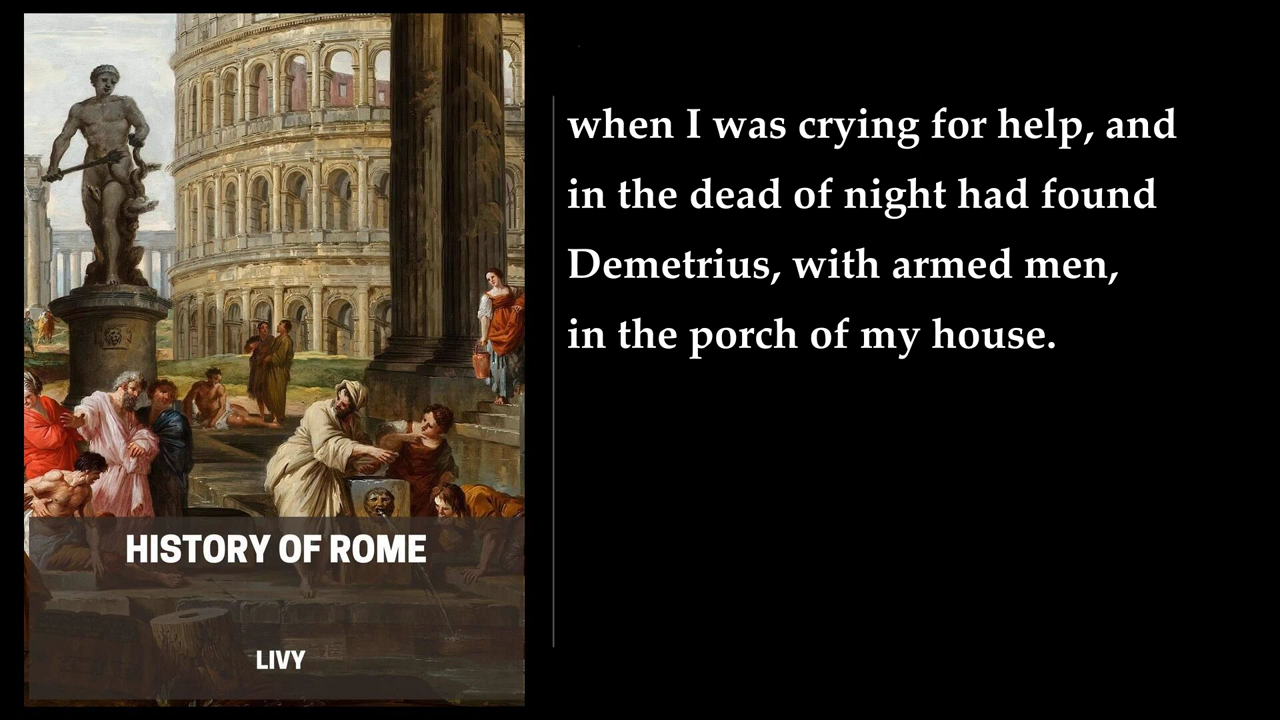 when I was crying for help, and
in the dead of night had found
Demetrius, with armed men,
in the porch of my house.
HISTORY OF ROME
LIVY